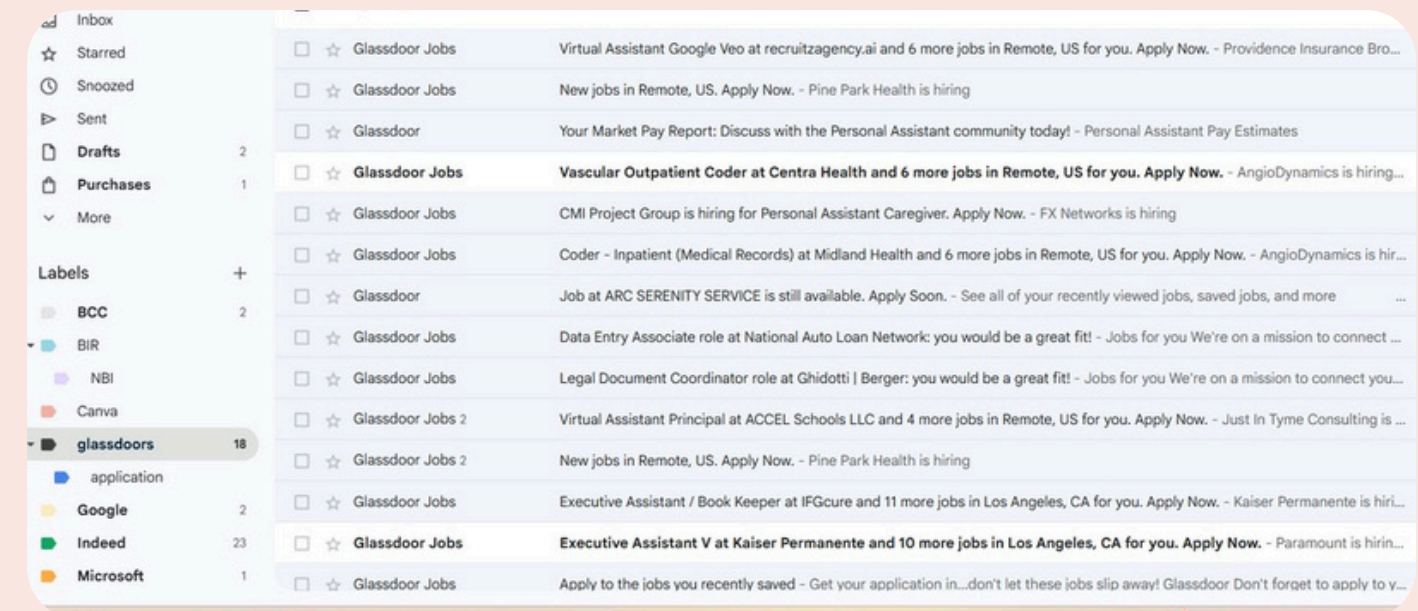 Inbox
Starred
Snoozed
Sent
Drafts 2
Purchases 1
More
Labels +
BCC 2
BIR
NBI
Canva
glassdoors 18
application
Google 2
Indeed 23
Microsoft 1
Glassdoor Jobs Virtual Assistant Google Veo at recruitzagency.ai and 6 more jobs in Remote, US for you. Apply Now. - Providence Insurance Bro...
Glassdoor Jobs New jobs in Remote, US. Apply Now. - Pine Park Health is hiring
Glassdoor Your Market Pay Report: Discuss with the Personal Assistant community today! - Personal Assistant Pay Estimates
Glassdoor Jobs Vascular Outpatient Coder at Centra Health and 6 more jobs in Remote, US for you. Apply Now. - AngioDynamics is hiring...
Glassdoor Jobs CMI Project Group is hiring for Personal Assistant Caregiver. Apply Now. - FX Networks is hiring
Glassdoor Jobs Coder - Inpatient (Medical Records) at Midland Health and 6 more jobs in Remote, US for you. Apply Now. - AngioDynamics is hir...
Glassdoor Job at ARC SERENITY SERVICE is still available. Apply Soon. - See all of your recently viewed jobs, saved jobs, and more ...
Glassdoor Jobs Data Entry Associate role at National Auto Loan Network: you would be a great fit! - Jobs for you We're on a mission to connect ...
Glassdoor Jobs Legal Document Coordinator role at Ghidotti | Berger: you would be a great fit! - Jobs for you We're on a mission to connect you...
Glassdoor Jobs 2 Virtual Assistant Principal at ACCEL Schools LLC and 4 more jobs in Remote, US for you. Apply Now. - Just In Tyme Consulting is ...
Glassdoor Jobs 2 New jobs in Remote, US. Apply Now. - Pine Park Health is hiring
Glassdoor Jobs Executive Assistant / Book Keeper at IFGcure and 11 more jobs in Los Angeles, CA for you. Apply Now. - Kaiser Permanente is hiri...
Glassdoor Jobs Executive Assistant V at Kaiser Permanente and 10 more jobs in Los Angeles, CA for you. Apply Now. - Paramount is hirin...
Glassdoor Jobs Apply to the jobs you recently saved - Get your application in...don't let these jobs slip away! Glassdoor Don't forget to apply to y...